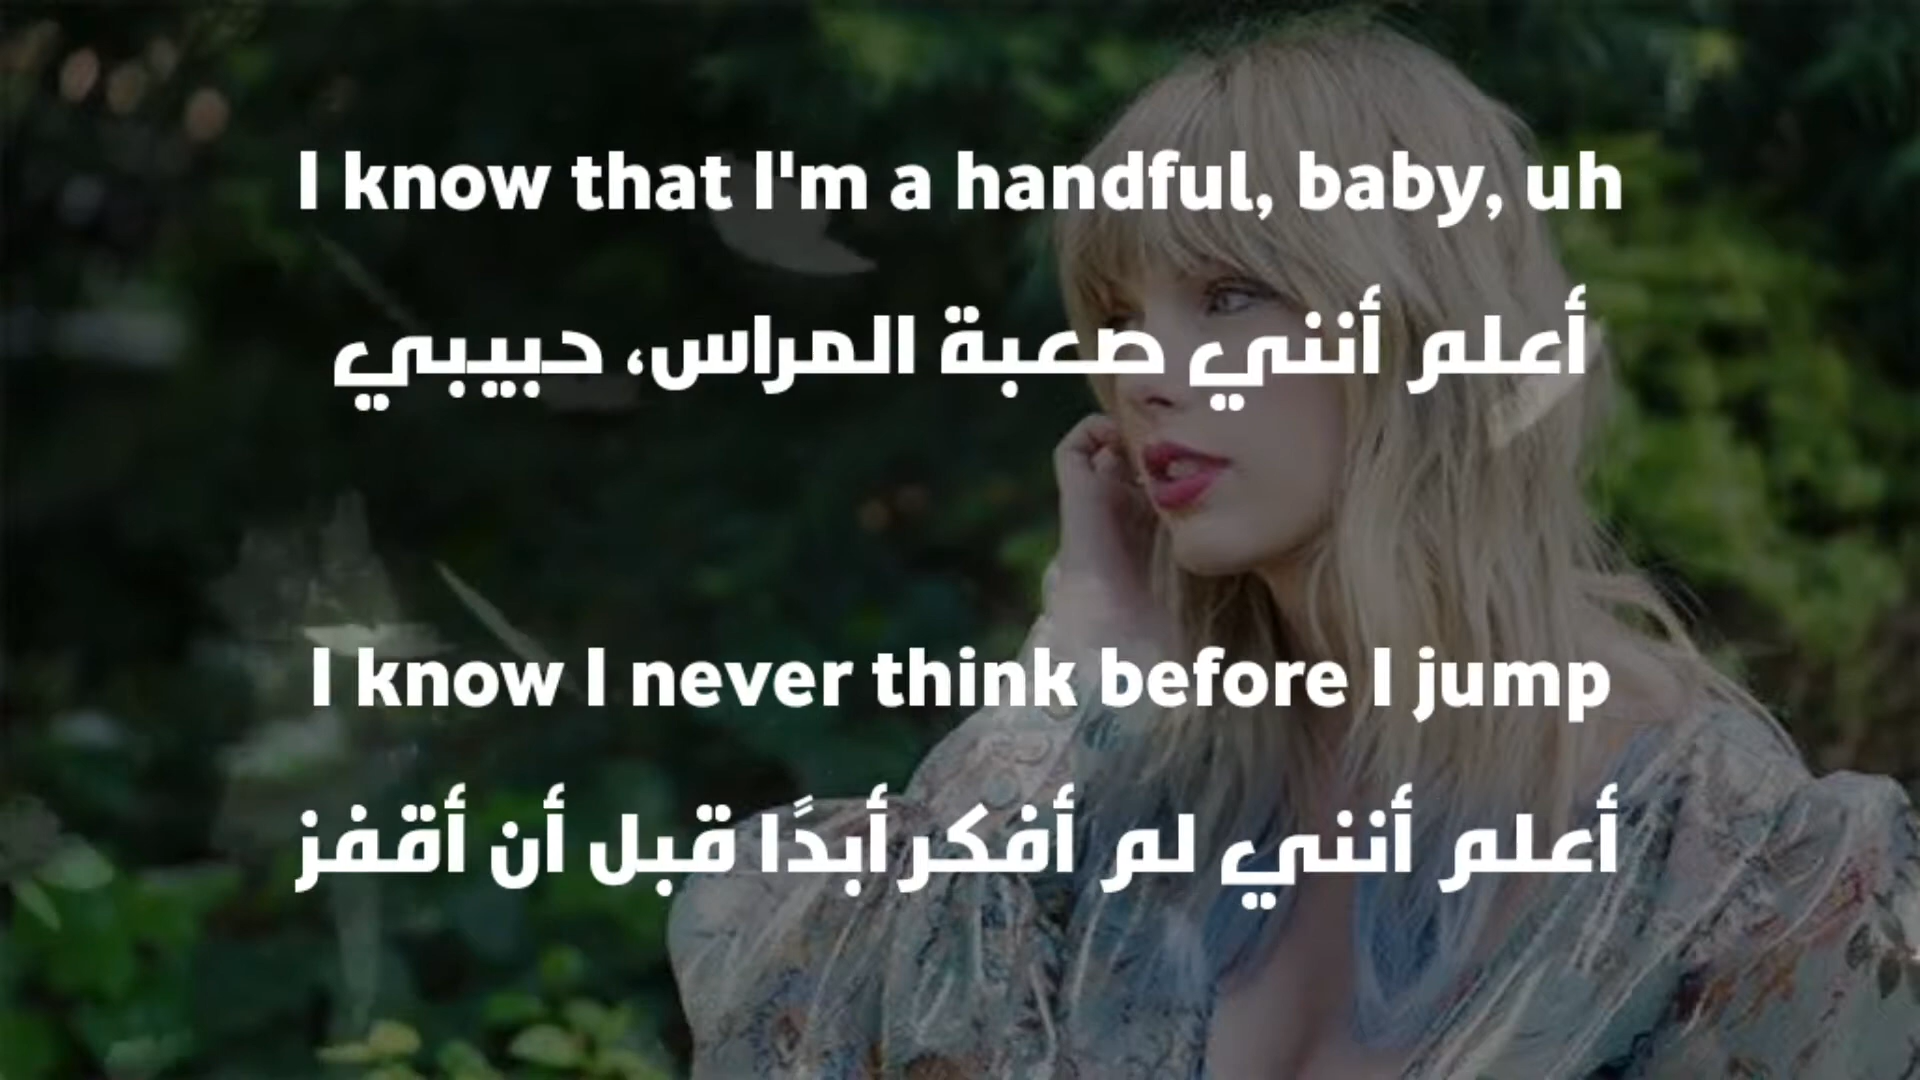 I know that I'm a handful, baby, uh
أعلم أنني صعبة المراس، حبيبي
I know I never think before I jump
أعلم أنني لم أفكر أبدًا قبل أن أقفز